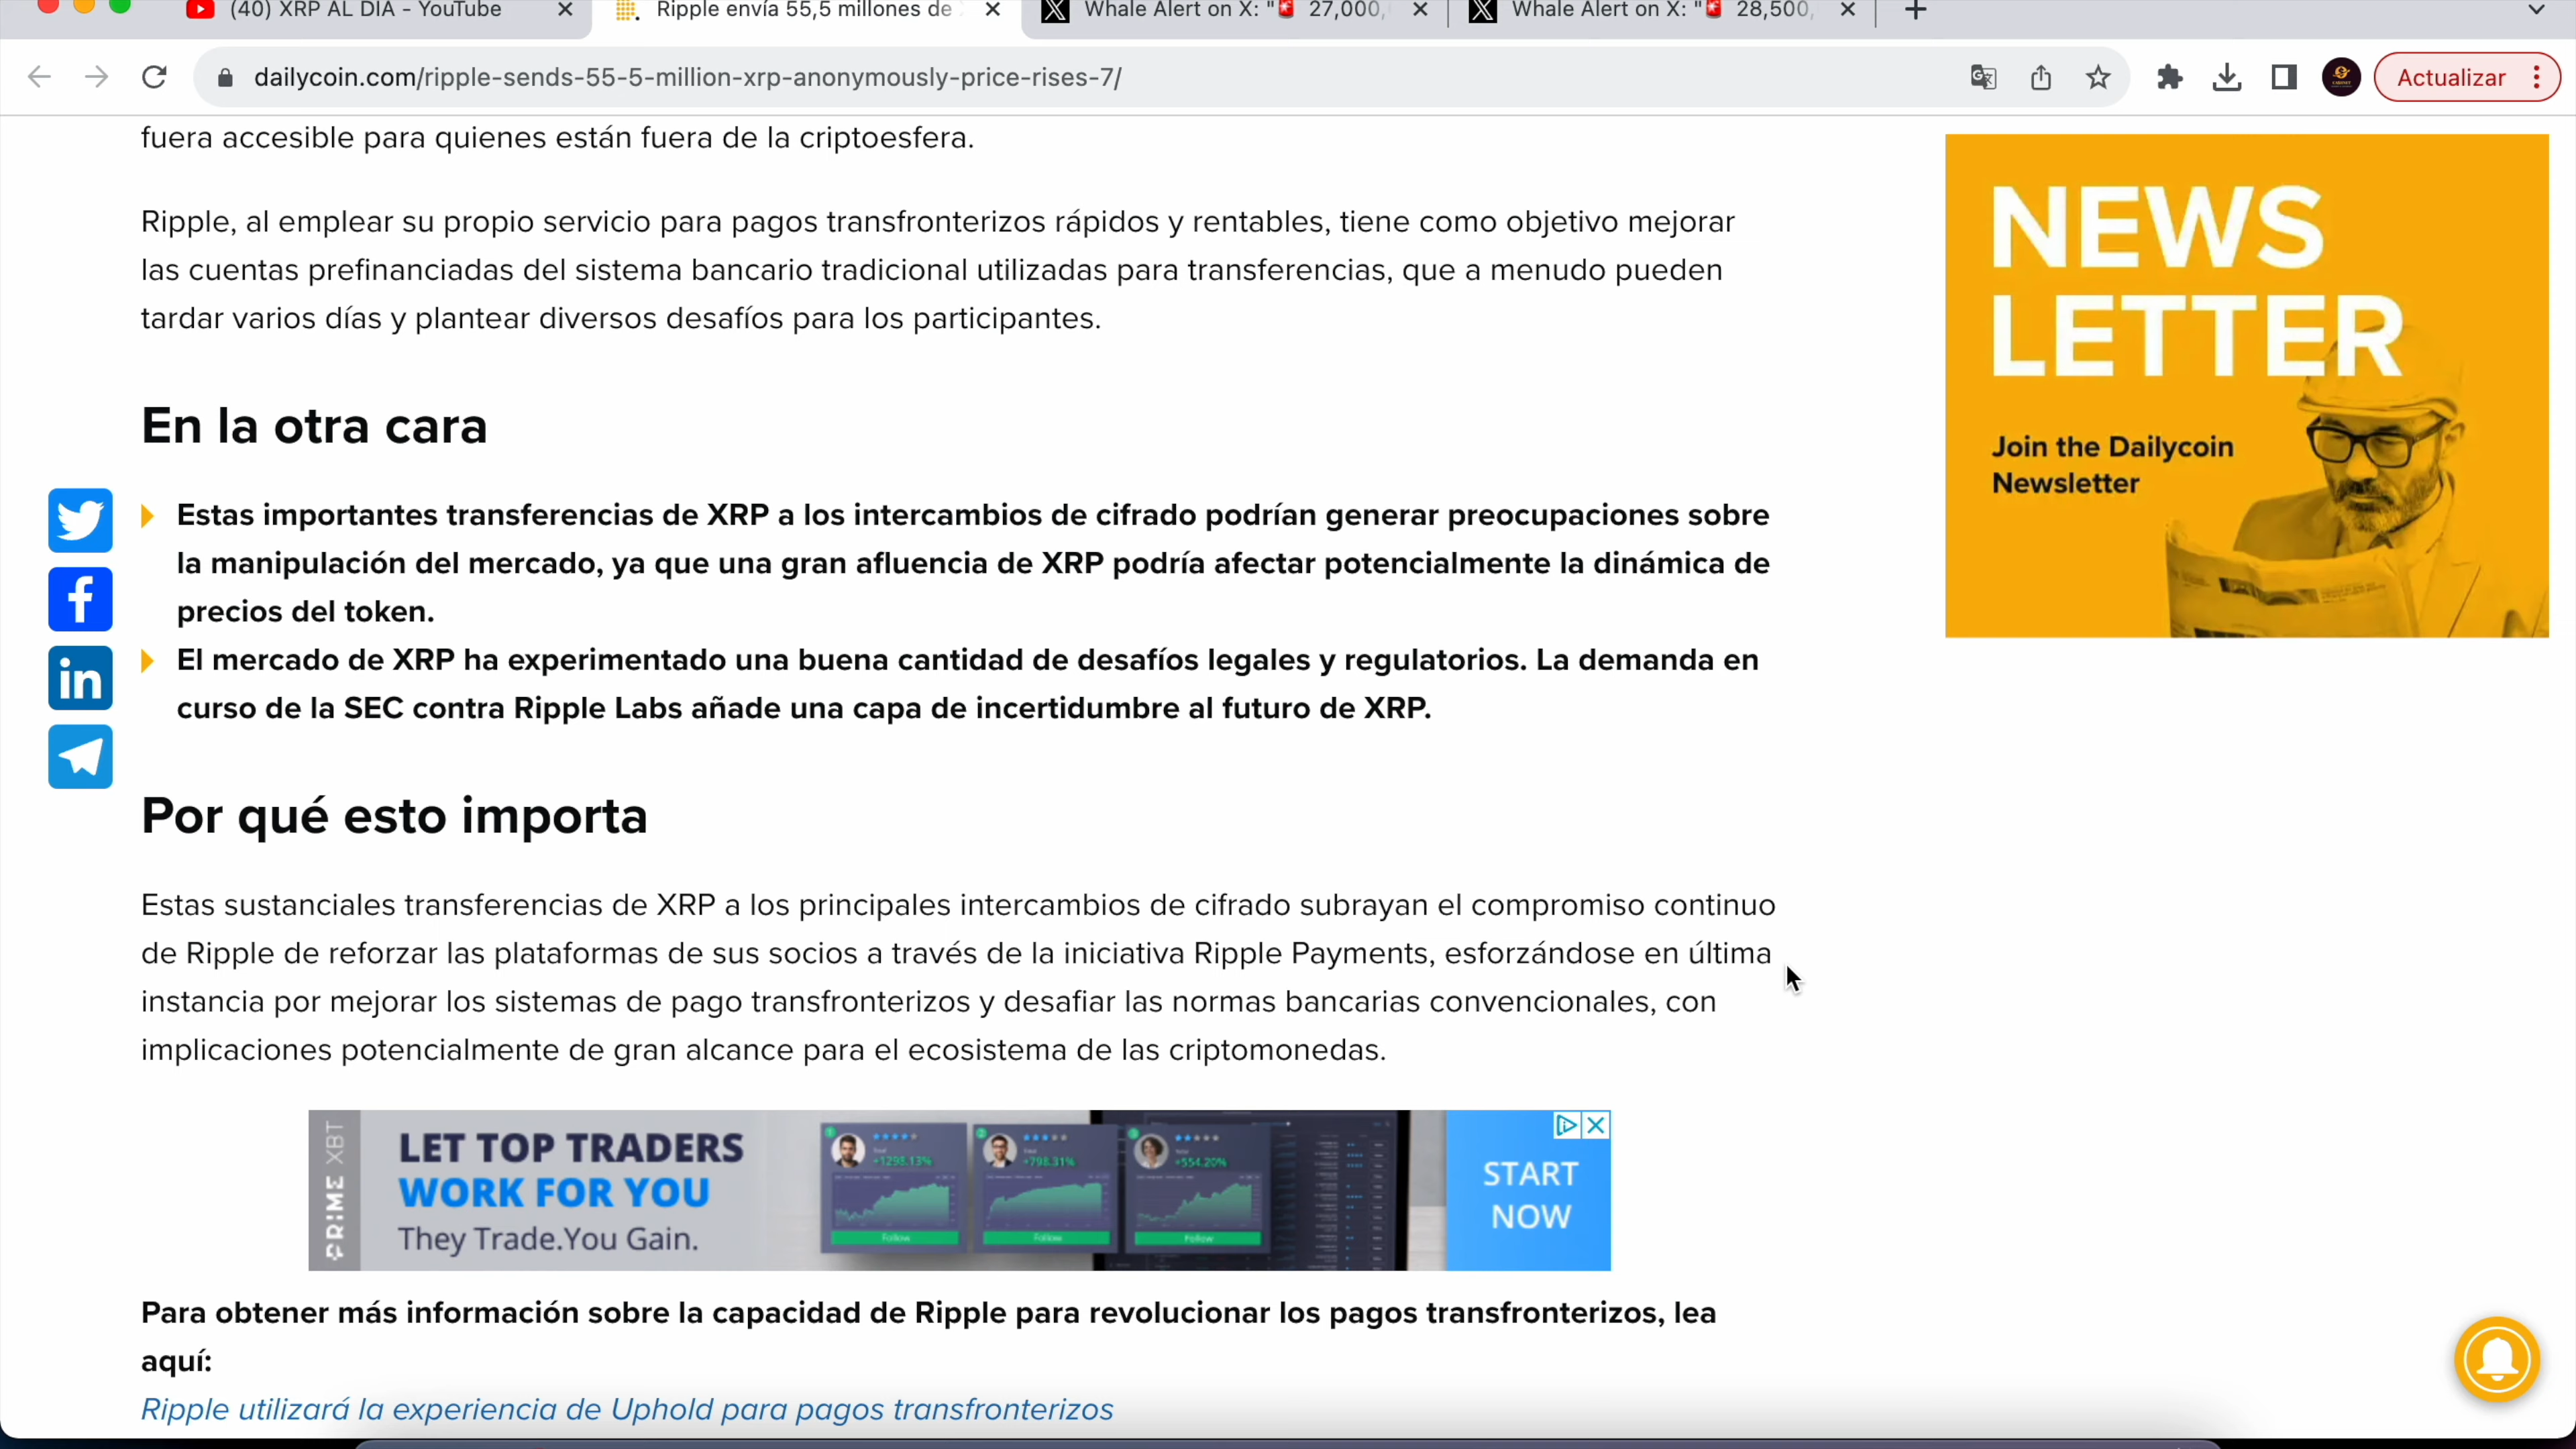 (40) XRP AL DIA - YouTube
Ripple envía 55,5 millones de
Whale Alert on X: "🚨 27,000,
Whale Alert on X: "🚨 28,500,
dailycoin.com/ripple-sends-55-5-million-xrp-anonymously-price-rises-7/
Actualizar
fuera accesible para quienes están fuera de la criptoesfera.
Ripple, al emplear su propio servicio para pagos transfronterizos rápidos y rentables, tiene como objetivo mejorar
las cuentas prefinanciadas del sistema bancario tradicional utilizadas para transferencias, que a menudo pueden
tardar varios días y plantear diversos desafíos para los participantes.
En la otra cara
Estas importantes transferencias de XRP a los intercambios de cifrado podrían generar preocupaciones sobre
la manipulación del mercado, ya que una gran afluencia de XRP podría afectar potencialmente la dinámica de
precios del token.
El mercado de XRP ha experimentado una buena cantidad de desafíos legales y regulatorios. La demanda en
curso de la SEC contra Ripple Labs añade una capa de incertidumbre al futuro de XRP.
Por qué esto importa
Estas sustanciales transferencias de XRP a los principales intercambios de cifrado subrayan el compromiso continuo
de Ripple de reforzar las plataformas de sus socios a través de la iniciativa Ripple Payments, esforzándose en última
instancia por mejorar los sistemas de pago transfronterizos y desafiar las normas bancarias convencionales, con
implicaciones potencialmente de gran alcance para el ecosistema de las criptomonedas.
PRIME XBT
LET TOP TRADERS
WORK FOR YOU
They Trade.You Gain.
+1298.13%
+798.31%
+554.20%
Follow
Follow
Follow
START
NOW
Para obtener más información sobre la capacidad de Ripple para revolucionar los pagos transfronterizos, lea
aquí:
Ripple utilizará la experiencia de Uphold para pagos transfronterizos
NEWS
LETTER
Join the Dailycoin
Newsletter